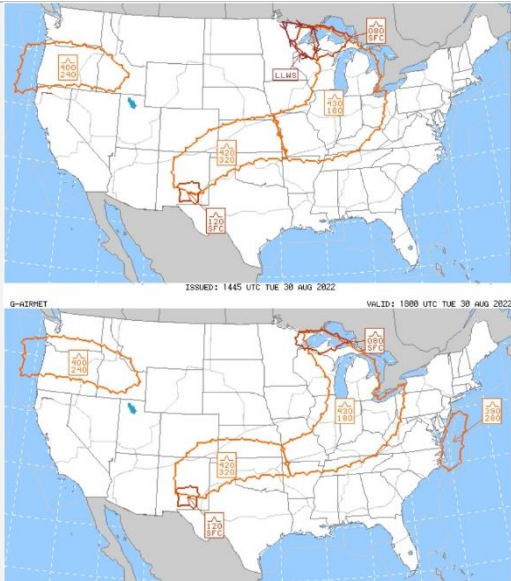 080
SFC
400
240
LLWS
430
180
420
320
120
SFC
ISSUED: 1445 UTC TUE 30 AUG 2022
G-AIRMET
VALID: 1800 UTC TUE 30 AUG 2022
080
SFC
400
240
430
180
390
280
420
320
120
SFC